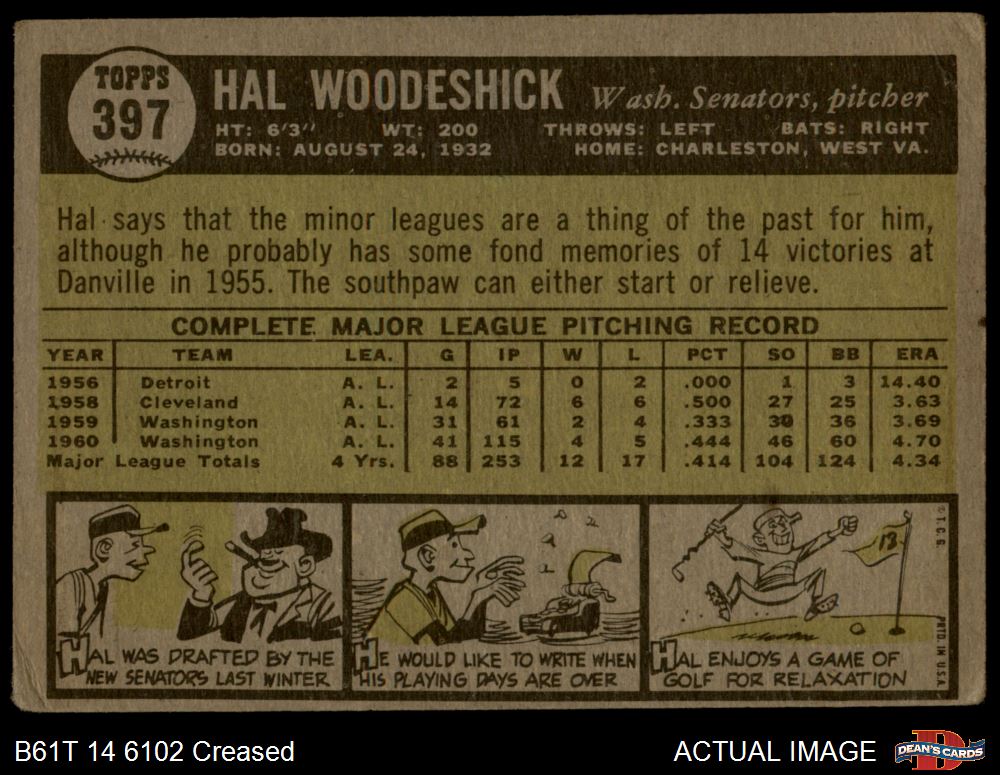 TOPPS
397
HAL WOODESHICK Wash. Senators, pitcher
HT: 6'3" WT: 200 THROWS: LEFT BATS: RIGHT
BORN: AUGUST 24, 1932 HOME: CHARLESTON, WEST VA.
Hal says that the minor leagues are a thing of the past for him,
although he probably has some fond memories of 14 victories at
Danville in 1955. The southpaw can either start or relieve.
COMPLETE MAJOR LEAGUE PITCHING RECORD
YEAR TEAM LEA. G IP W L PCT SO BB ERA
1956 Detroit A. L. 2 5 0 2 .000 1 3 14.40
1958 Cleveland A. L. 14 72 6 6 .500 27 25 3.63
1959 Washington A. L. 31 61 2 4 .333 30 36 3.69
1960 Washington A. L. 41 115 4 5 .444 46 60 4.70
Major League Totals 4 Yrs. 88 253 12 17 .414 104 124 4.34
13
© T.C.G.
PRTD. IN U.S.A.
HAL WAS DRAFTED BY THE
NEW SENATORS LAST WINTER
HE WOULD LIKE TO WRITE WHEN
HIS PLAYING DAYS ARE OVER
HAL ENJOYS A GAME OF
GOLF FOR RELAXATION
B61T 14 6102 Creased
ACTUAL IMAGE
DEAN'S CARDS